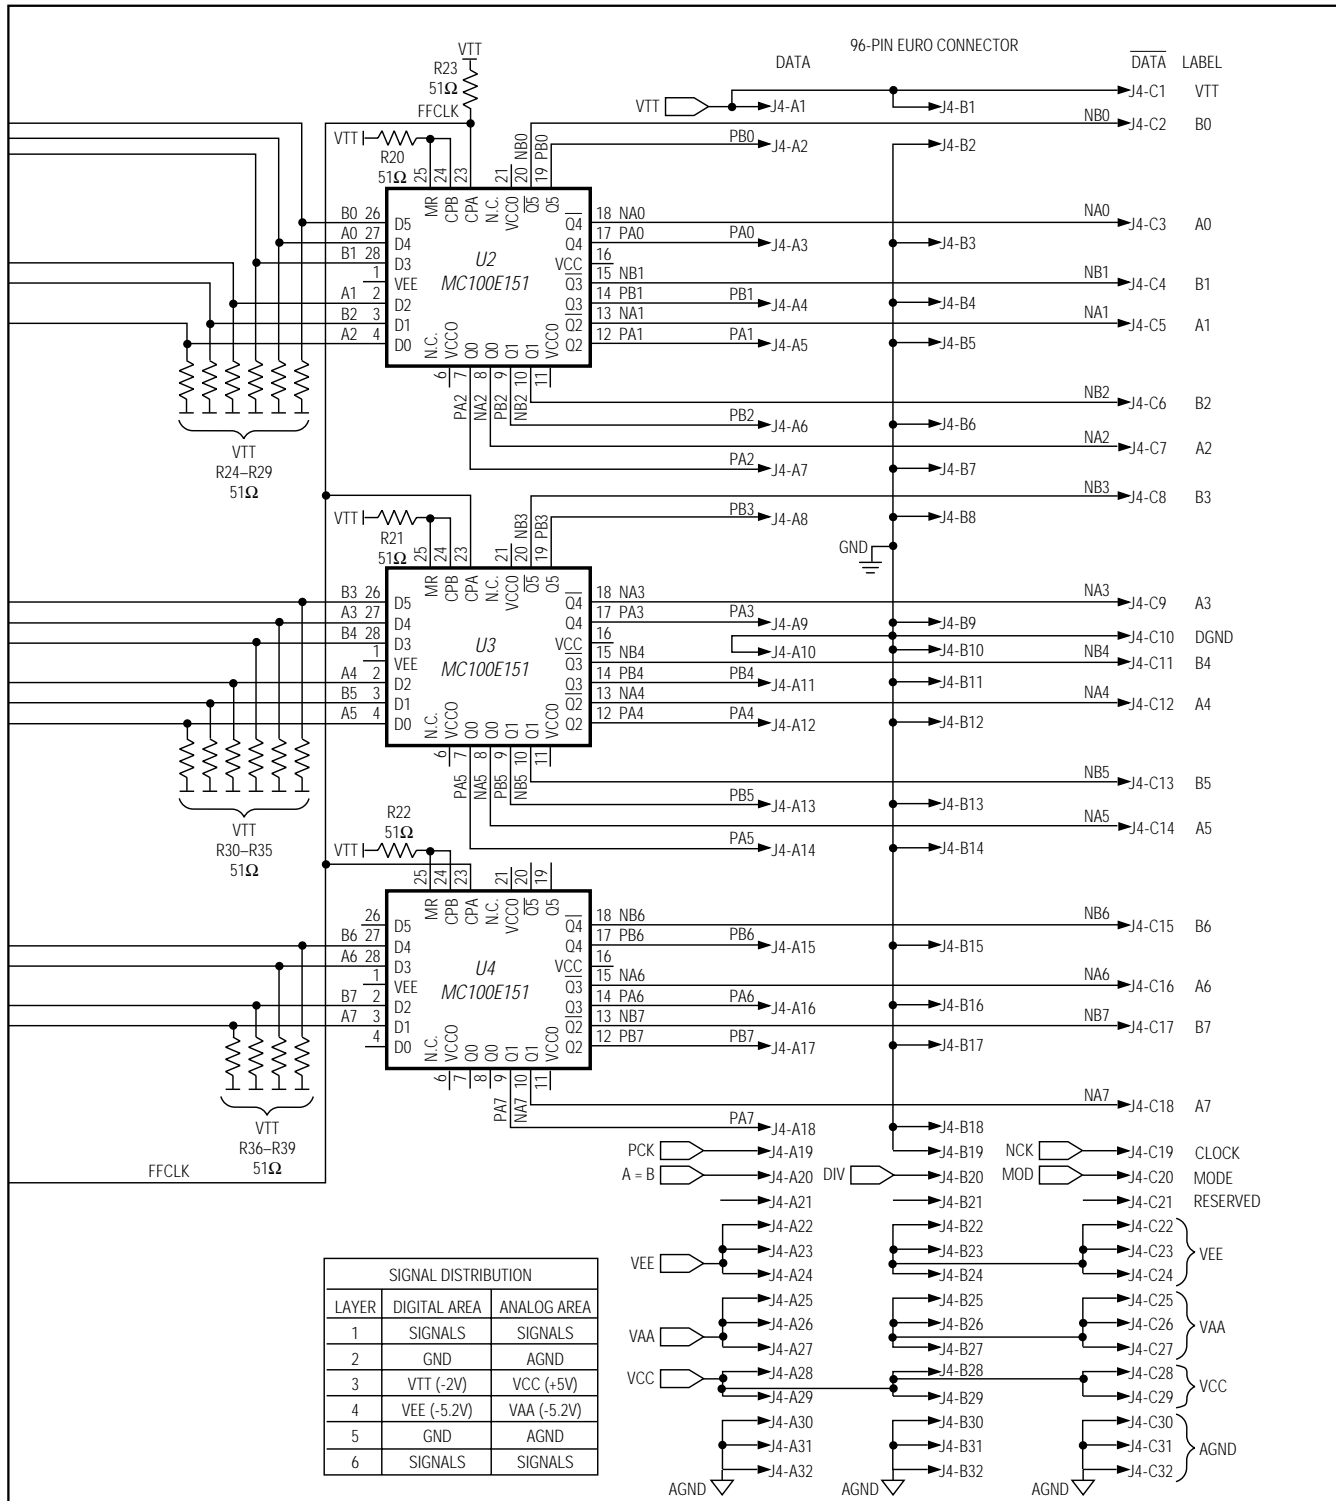 96-PIN EURO CONNECTOR
DATA
DATA LABEL
VTT
R23
51Ω
FFCLK
VTT
R20
51Ω
VTT J4-A1 J4-B1 J4-C1 VTT
NB0 J4-C2 B0
PB0 J4-A2 J4-B2
25 24 23 21 20 NB0 19 PB0
MR CPB CPA N.C. VCC0 Q5 Q5
B0 26 D5
A0 27 D4
B1 28 D3
1 VEE
A1 2 D2
B2 3 D1
A2 4 D0
U2
MC100E151
Q4 18 NA0 NA0 J4-C3 A0
Q4 17 PA0 PA0 J4-A3 J4-B3
VCC 16
Q3 15 NB1 NB1 J4-C4 B1
Q3 14 PB1 PB1 J4-A4 J4-B4
Q2 13 NA1 NA1 J4-C5 A1
Q2 12 PA1 PA1 J4-A5 J4-B5
N.C. VCCO Q0 Q0 Q1 Q1 VCC0
6 7 8 9 10 11
PA2 NA2 PB2 NB2
NB2 J4-C6 B2
PB2 J4-A6 J4-B6
NA2 J4-C7 A2
PA2 J4-A7 J4-B7
VTT
R24–R29
51Ω
NB3 J4-C8 B3
PB3 J4-A8 J4-B8
GND
VTT
R21
51Ω
25 24 23 21 20 NB3 19 PB3
MR CPB CPA N.C. VCC0 Q5 Q5
B3 26 D5
A3 27 D4
B4 28 D3
1 VEE
A4 2 D2
B5 3 D1
A5 4 D0
U3
MC100E151
Q4 18 NA3 NA3 J4-C9 A3
Q4 17 PA3 PA3 J4-A9 J4-B9
VCC 16
J4-C10 DGND
J4-A10 J4-B10
Q3 15 NB4 NB4 J4-C11 B4
Q3 14 PB4 PB4 J4-A11 J4-B11
Q2 13 NA4 NA4 J4-C12 A4
Q2 12 PA4 PA4 J4-A12 J4-B12
N.C. VCCO Q0 Q0 Q1 Q1 VCC0
6 7 8 9 10 11
PA5 NA5 PB5 NB5
NB5 J4-C13 B5
PB5 J4-A13 J4-B13
NA5 J4-C14 A5
PA5 J4-A14 J4-B14
VTT
R30–R35
51Ω
R22
51Ω
VTT
25 24 23 21 20 19
MR CPB CPA N.C. VCC0 Q5 Q5
26 D5
B6 27 D4
A6 28 D3
1 VEE
B7 2 D2
A7 3 D1
4 D0
U4
MC100E151
Q4 18 NB6 NB6 J4-C15 B6
Q4 17 PB6 PB6 J4-A15 J4-B15
VCC 16
Q3 15 NA6 NA6 J4-C16 A6
Q3 14 PA6 PA6 J4-A16 J4-B16
Q2 13 NB7 NB7 J4-C17 B7
Q2 12 PB7 PB7 J4-A17 J4-B17
N.C. VCCO Q0 Q0 Q1 Q1 VCC0
6 7 8 9 10 11
PA7 NA7
NA7 J4-C18 A7
PA7 J4-A18 J4-B18
VTT
R36–R39
51Ω
FFCLK
PCK J4-A19 J4-B19 NCK J4-C19 CLOCK
A = B J4-A20 DIV J4-B20 MOD J4-C20 MODE
J4-A21 J4-B21 J4-C21 RESERVED
J4-A22 J4-B22 J4-C22
VEE J4-A23 J4-B23 J4-C23 VEE
J4-A24 J4-B24 J4-C24
J4-A25 J4-B25 J4-C25
VAA J4-A26 J4-B26 J4-C26 VAA
J4-A27 J4-B27 J4-C27
VCC J4-A28 J4-B28 J4-C28 VCC
J4-A29 J4-B29 J4-C29
J4-A30 J4-B30 J4-C30
J4-A31 J4-B31 J4-C31 AGND
J4-A32 J4-B32 J4-C32
AGND AGND AGND
SIGNAL DISTRIBUTION
LAYER DIGITAL AREA ANALOG AREA
1 SIGNALS SIGNALS
2 GND AGND
3 VTT (-2V) VCC (+5V)
4 VEE (-5.2V) VAA (-5.2V)
5 GND AGND
6 SIGNALS SIGNALS